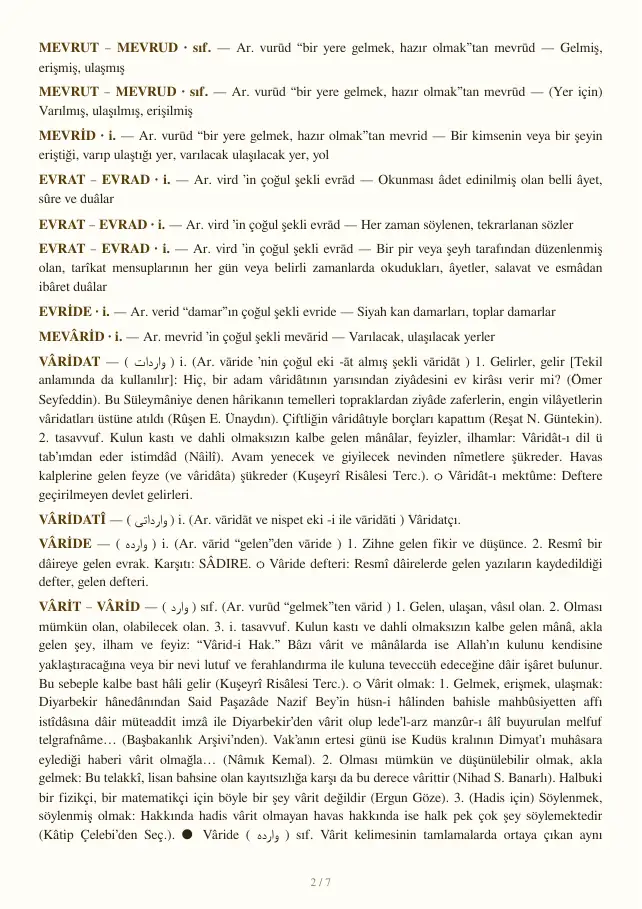 MEVRUT – MEVRUD · sıf. — Ar. vurūd “bir yere gelmek, hazır olmak”tan mevrūd — Gelmiş,
erişmiş, ulaşmış
MEVRUT – MEVRUD · sıf. — Ar. vurūd “bir yere gelmek, hazır olmak”tan mevrūd — (Yer için)
Varılmış, ulaşılmış, erişilmiş
MEVRİD · i. — Ar. vurūd “bir yere gelmek, hazır olmak”tan mevrid — Bir kimsenin veya bir şeyin
eriştiği, varıp ulaştığı yer, varılacak ulaşılacak yer, yol
EVRAT – EVRAD · i. — Ar. vird ’in çoğul şekli evrād — Okunması âdet edinilmiş olan belli âyet,
sûre ve duâlar
EVRAT – EVRAD · i. — Ar. vird ’in çoğul şekli evrād — Her zaman söylenen, tekrarlanan sözler
EVRAT – EVRAD · i. — Ar. vird ’in çoğul şekli evrād — Bir pir veya şeyh tarafından düzenlenmiş
olan, tarîkat mensuplarının her gün veya belirli zamanlarda okudukları, âyetler, salavat ve esmâdan
ibâret duâlar
EVRİDE · i. — Ar. verid “damar”ın çoğul şekli evride — Siyah kan damarları, toplar damarlar
MEVÂRİD · i. — Ar. mevrid ’in çoğul şekli mevārid — Varılacak, ulaşılacak yerler
VÂRİDAT — ( واردات ) i. (Ar. vāride ’nin çoğul eki -āt almış şekli vāridāt ) 1. Gelirler, gelir [Tekil
anlamında da kullanılır]: Hiç, bir adam vâridâtının yarısından ziyâdesini ev kirâsı verir mi? (Ömer
Seyfeddin). Bu Süleymâniye denen hârikanın temelleri topraklardan ziyâde zaferlerin, engin vilâyetlerin
vâridatları üstüne atıldı (Rûşen E. Ünaydın). Çiftliğin vâridâtıyle borçları kapattım (Reşat N. Güntekin).
2. tasavvuf. Kulun kastı ve dahli olmaksızın kalbe gelen mânâlar, feyizler, ilhamlar: Vâridât-ı dil ü
tab’ımdan eder istimdâd (Nâilî). Avam yenecek ve giyilecek nevinden nîmetlere şükreder. Havas
kalplerine gelen feyze (ve vâridâta) şükreder (Kuşeyrî Risâlesi Terc.). ѻ Vâridât-ı mektûme: Deftere
geçirilmeyen devlet gelirleri.
VÂRİDATÎ — ( وارداتی ) i. (Ar. vāridāt ve nispet eki -і ile vāridāti ) Vâridatçı.
VÂRİDE — ( وارده ) i. (Ar. vārid “gelen”den vāride ) 1. Zihne gelen fikir ve düşünce. 2. Resmî bir
dâireye gelen evrak. Karşıtı: SÂDIRE. ѻ Vâride defteri: Resmî dâirelerde gelen yazıların kaydedildiği
defter, gelen defteri.
VÂRİT – VÂRİD — ( وارد ) sıf. (Ar. vurūd “gelmek”ten vārid ) 1. Gelen, ulaşan, vâsıl olan. 2. Olması
mümkün olan, olabilecek olan. 3. i. tasavvuf. Kulun kastı ve dahli olmaksızın kalbe gelen mânâ, akla
gelen şey, ilham ve feyiz: “Vârid-i Hak.” Bâzı vârit ve mânâlarda ise Allah’ın kulunu kendisine
yaklaştıracağına veya bir nevi lutuf ve ferahlandırma ile kuluna teveccüh edeceğine dâir işâret bulunur.
Bu sebeple kalbe bast hâli gelir (Kuşeyrî Risâlesi Terc.). ѻ Vârit olmak: 1. Gelmek, erişmek, ulaşmak:
Diyarbekir hânedânından Said Paşazâde Nazif Bey’in hüsn-i hâlinden bahisle mahbûsiyetten affı
istîdâsına dâir müteaddit imzâ ile Diyarbekir’den vârit olup lede’l-arz manzûr-ı âlî buyurulan melfuf
telgrafnâme… (Başbakanlık Arşivi’nden). Vak’anın ertesi günü ise Kudüs kralının Dimyat’ı muhâsara
eylediği haberi vârit olmağla… (Nâmık Kemal). 2. Olması mümkün ve düşünülebilir olmak, akla
gelmek: Bu telakkî, lisan bahsine olan kayıtsızlığa karşı da bu derece vârittir (Nihad S. Banarlı). Halbuki
bir fizikçi, bir matematikçi için böyle bir şey vârit değildir (Ergun Göze). 3. (Hadis için) Söylenmek,
söylenmiş olmak: Hakkında hadis vârit olmayan havas hakkında ise halk pek çok şey söylemektedir
(Kâtip Çelebi’den Seç.). ● Vâride ( وارده ) sıf. Vârit kelimesinin tamlamalarda ortaya çıkan aynı
2 / 7